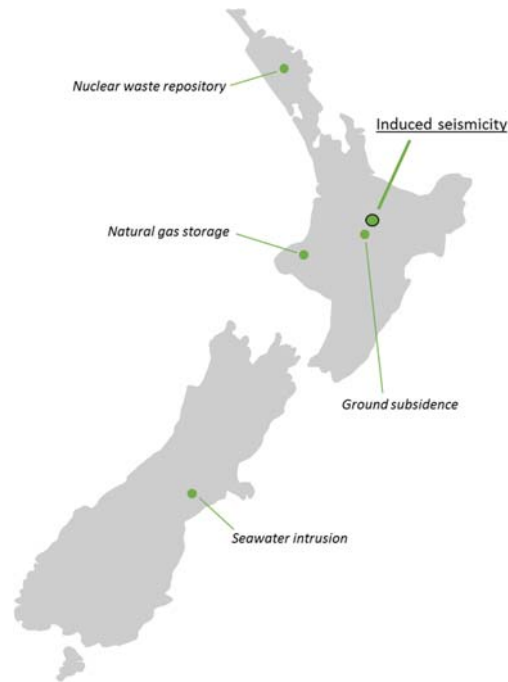 Nuclear waste repository
Induced seismicity
Natural gas storage
Ground subsidence
Seawater intrusion